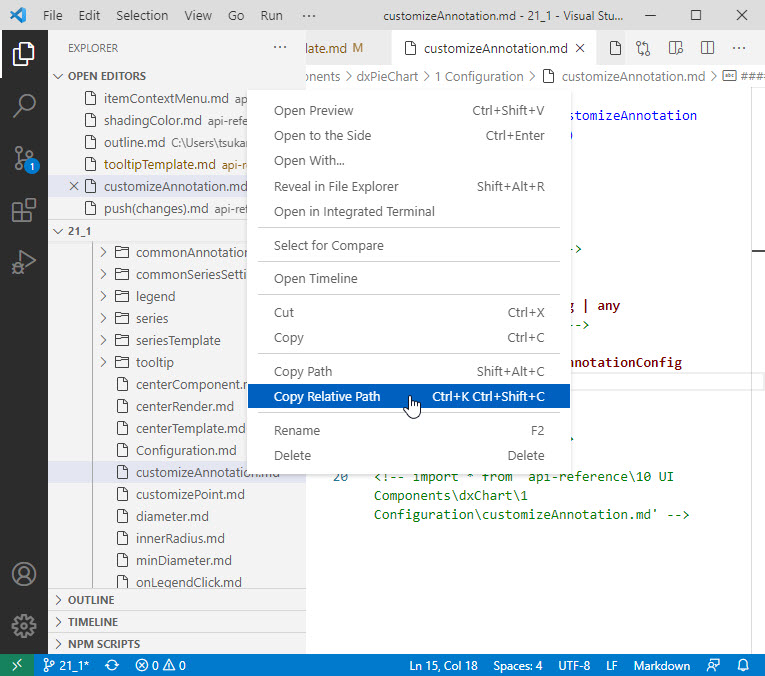 File Edit Selection View Go Run ··· customizeAnnotation.md - 21_1 - Visual Stu...
EXPLORER ···
late.md M
customizeAnnotation.md
onents > dxPieChart > 1 Configuration > customizeAnnotation.md > abc ###
OPEN EDITORS
itemContextMenu.md ap
shadingColor.md api-refe
outline.md C:\Users\tsukar
tooltipTemplate.md api-r
customizeAnnotation.md
push(changes).md api-ref
21_1
commonAnnotation
commonSeriesSetti
legend
series
seriesTemplate
tooltip
centerComponent.m
centerRender.md
centerTemplate.md
Configuration.md
customizeAnnotation.md
customizePoint.md
diameter.md
innerRadius.md
minDiameter.md
onLegendClick.md
OUTLINE
TIMELINE
NPM SCRIPTS
Open Preview Ctrl+Shift+V
Open to the Side Ctrl+Enter
Open With...
Reveal in File Explorer Shift+Alt+R
Open in Integrated Terminal
Select for Compare
Open Timeline
Cut Ctrl+X
Copy Ctrl+C
Copy Path Shift+Alt+C
Copy Relative Path Ctrl+K Ctrl+Shift+C
Rename F2
Delete Delete
stomizeAnnotation
)
->
g | any
-->
nnotationConfig
20 <!-- import * from 'api-reference\10 UI
Components\dxChart\1
Configuration\customizeAnnotation.md' -->
1
21_1* 0 0 Ln 15, Col 18 Spaces: 4 UTF-8 LF Markdown